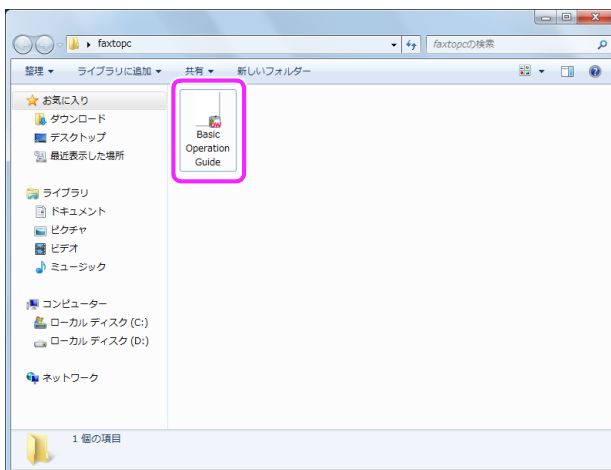 faxtopc
faxtopcの検索
整理
ライブラリに追加
共有
新しいフォルダー
お気に入り
ダウンロード
デスクトップ
最近表示した場所
ライブラリ
ドキュメント
ピクチャ
ビデオ
ミュージック
コンピューター
ローカル ディスク (C:)
ローカル ディスク (D:)
ネットワーク
Basic
Operation
Guide
1 個の項目